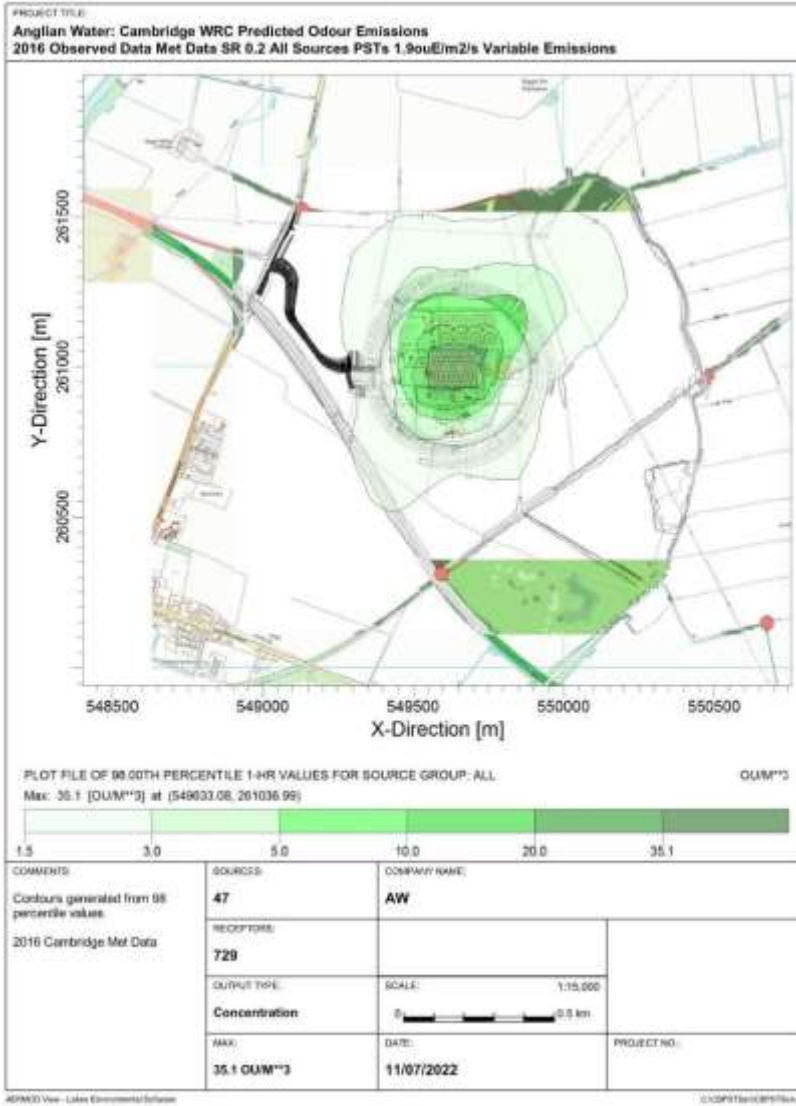 PROJECT TITLE:
Anglian Water: Cambridge WRC Predicted Odour Emissions
2016 Observed Data Met Data SR 0.2 All Sources PSTs 1.9ouE/m2/s Variable Emissions
Y-Direction [m]
261500
261000
260500
548500 549000 549500 550000 550500
X-Direction [m]
PLOT FILE OF 98.00TH PERCENTILE 1-HR VALUES FOR SOURCE GROUP: ALL OU/M**3
Max: 35.1 [OU/M**3] at (549633.08, 261036.99)
1.5 3.0 5.0 10.0 20.0 35.1
COMMENTS:
Contours generated from 98
percentile values
2016 Cambridge Met Data
SOURCES:
47
COMPANY NAME:
AW
RECEPTORS:
729
OUTPUT TYPE:
Concentration
SCALE: 1:15,000
0 0.5 km
MAX:
35.1 OU/M**3
DATE:
11/07/2022
PROJECT NO.:
AERMOD View - Lakes Environmental Software